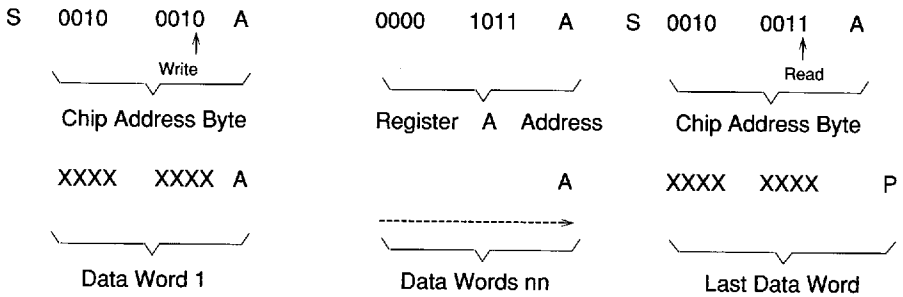 S 0010 0010 A 0000 1011 A S 0010 0011 A
Write Read
Chip Address Byte Register A Address Chip Address Byte
XXXX XXXX A A XXXX XXXX P
Data Word 1 Data Words nn Last Data Word